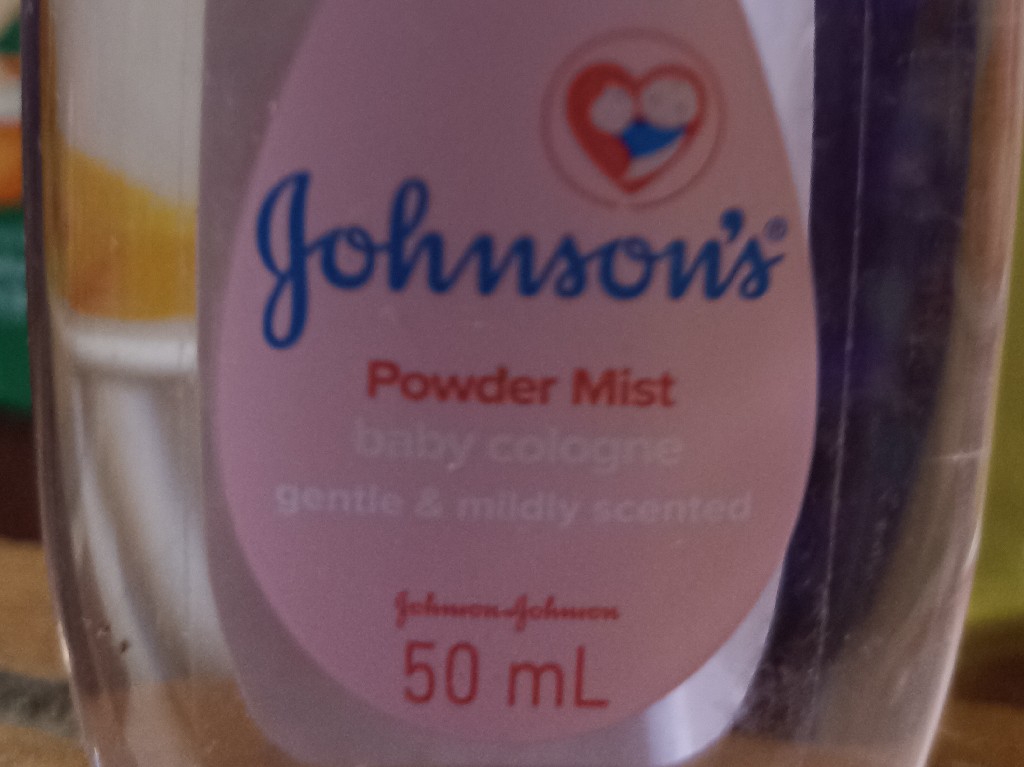 Johnson's®
Powder Mist
baby cologne
gentle & mildly scented
Johnson & Johnson
50 mL